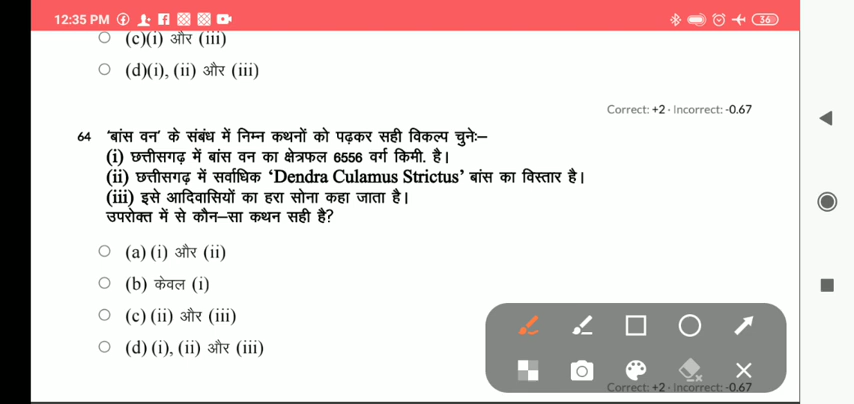 12:35 PM
36
(c)(i) और (iii)
(d)(i), (ii) और (iii)
Correct: +2 · Incorrect: -0.67
64 'बांस वन' के संबंध में निम्न कथनों को पढ़कर सही विकल्प चुनेः–
(i) छत्तीसगढ़ में बांस वन का क्षेत्रफल 6556 वर्ग किमी. है।
(ii) छत्तीसगढ़ में सर्वाधिक 'Dendra Culamus Strictus' बांस का विस्तार है।
(iii) इसे आदिवासियों का हरा सोना कहा जाता है।
उपरोक्त में से कौन–सा कथन सही है?
(a) (i) और (ii)
(b) केवल (i)
(c) (ii) और (iii)
(d) (i), (ii) और (iii)
Correct: +2 · Incorrect: -0.67